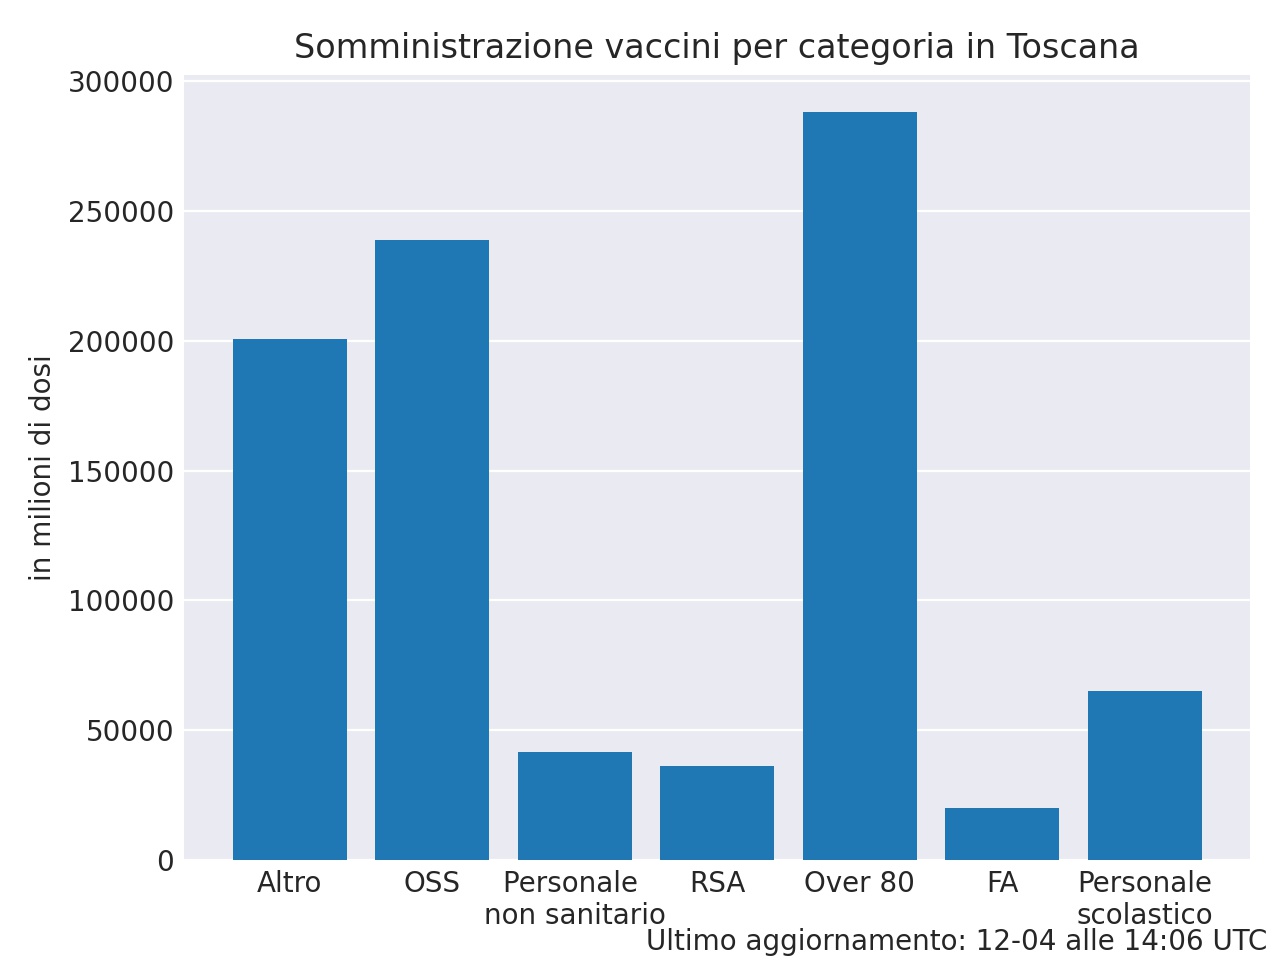 Somministrazione vaccini per categoria in Toscana
300000
250000
200000
150000
100000
50000
0
in milioni di dosi
Altro
OSS
Personale
non sanitario
RSA
Over 80
FA
Personale
scolastico
Ultimo aggiornamento: 12-04 alle 14:06 UTC